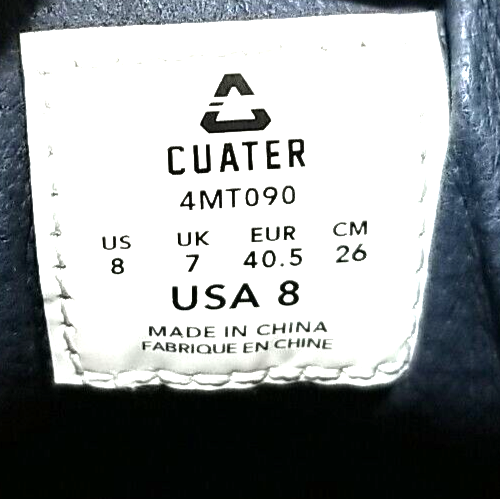 CUATER
4MT090
US UK EUR CM
8 7 40.5 26
USA 8
MADE IN CHINA
FABRIQUE EN CHINE